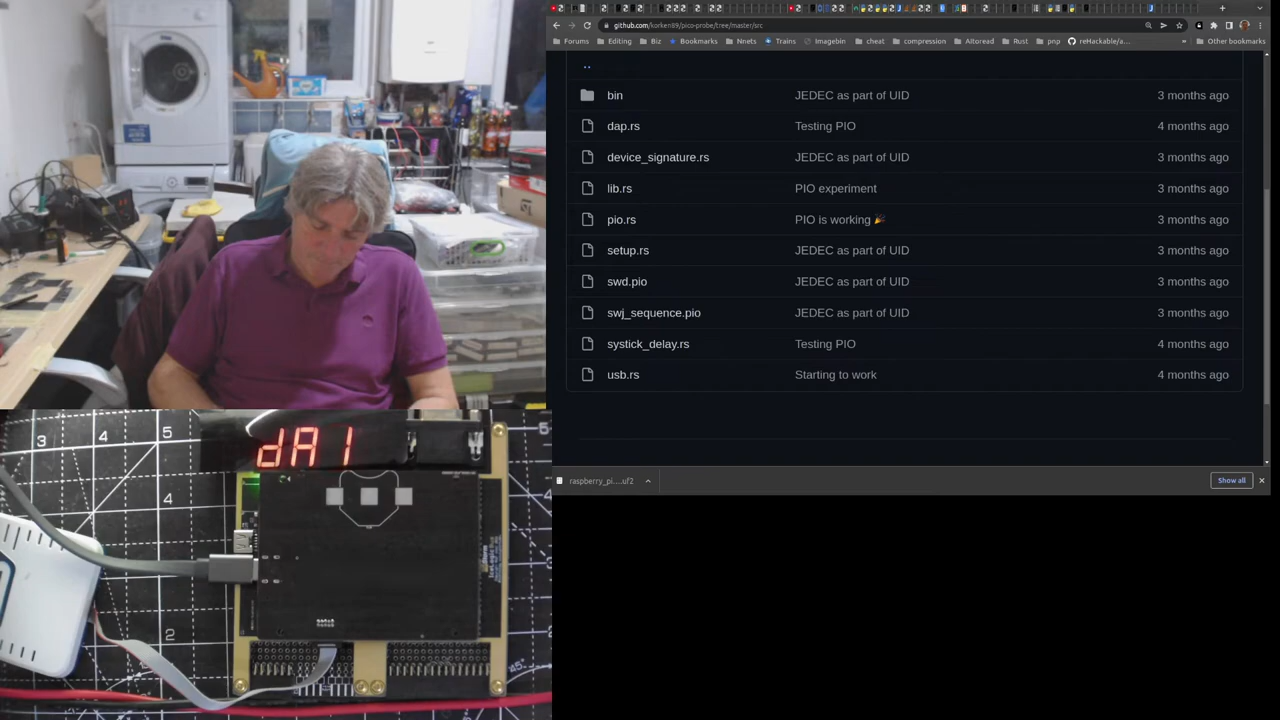 github.com/korken89/pico-probe/tree/master/src
Forums Editing Biz Bookmarks Nnets Trains Imagebin cheat compression Altoread Rust pnp reHackable/a... » Other bookmarks
..
bin JEDEC as part of UID 3 months ago
dap.rs Testing PIO 4 months ago
device_signature.rs JEDEC as part of UID 3 months ago
lib.rs PIO experiment 3 months ago
pio.rs PIO is working 🎉 3 months ago
setup.rs JEDEC as part of UID 3 months ago
swd.pio JEDEC as part of UID 3 months ago
swj_sequence.pio JEDEC as part of UID 3 months ago
systick_delay.rs Testing PIO 4 months ago
usb.rs Starting to work 4 months ago
raspberry_pi....uf2 Show all
dA1
3 4 5
4
2